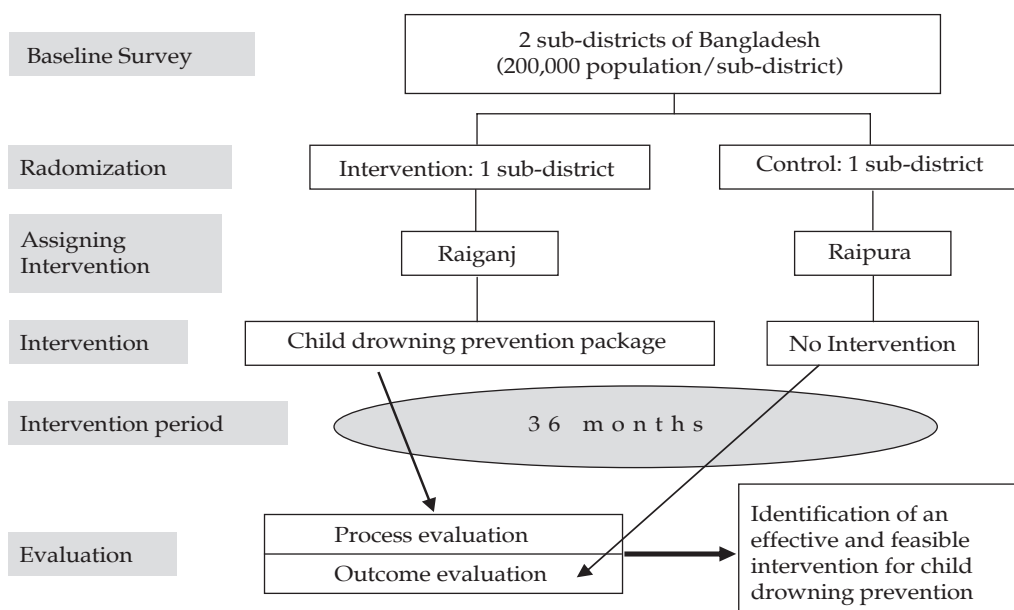 Baseline Survey
2 sub-districts of Bangladesh
(200,000 population/sub-district)
Radomization
Intervention: 1 sub-district
Control: 1 sub-district
Assigning
Intervention
Raiganj
Raipura
Intervention
Child drowning prevention package
No Intervention
Intervention period
36 months
Evaluation
Process evaluation
Outcome evaluation
Identification of an
effective and feasible
intervention for child
drowning prevention